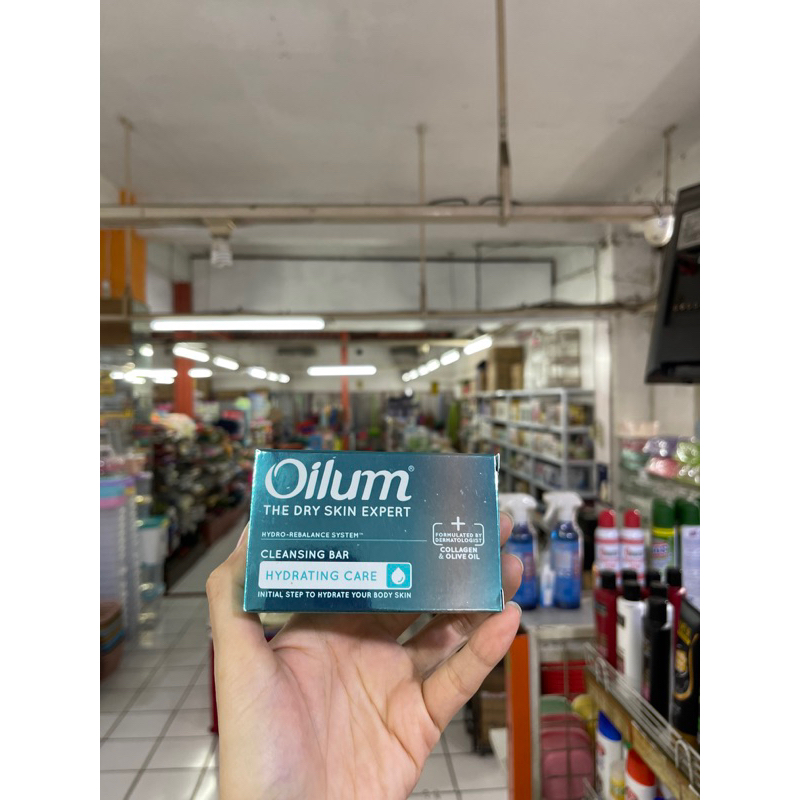 Oilum®
THE DRY SKIN EXPERT
HYDRO-REBALANCE SYSTEM™
CLEANSING BAR
HYDRATING CARE
INITIAL STEP TO HYDRATE YOUR BODY SKIN
+
FORMULATED BY
DERMATOLOGIST
COLLAGEN
& OLIVE OIL